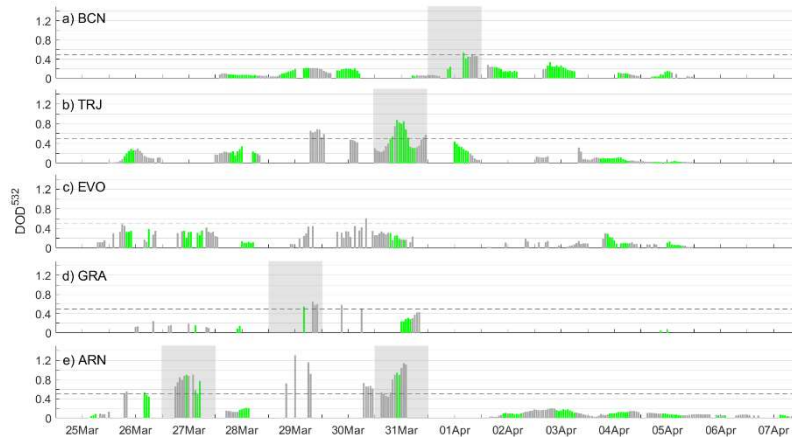 a) BCN
1.2
0.8
0.4
0
b) TRJ
1.2
0.8
0.4
0
c) EVO
1.2
0.8
0.4
0
DOD532
d) GRA
1.2
0.8
0.4
0
e) ARN
1.2
0.8
0.4
0
25Mar 26Mar 27Mar 28Mar 29Mar 30Mar 31Mar 01Apr 02Apr 03Apr 04Apr 05Apr 06Apr 07Apr